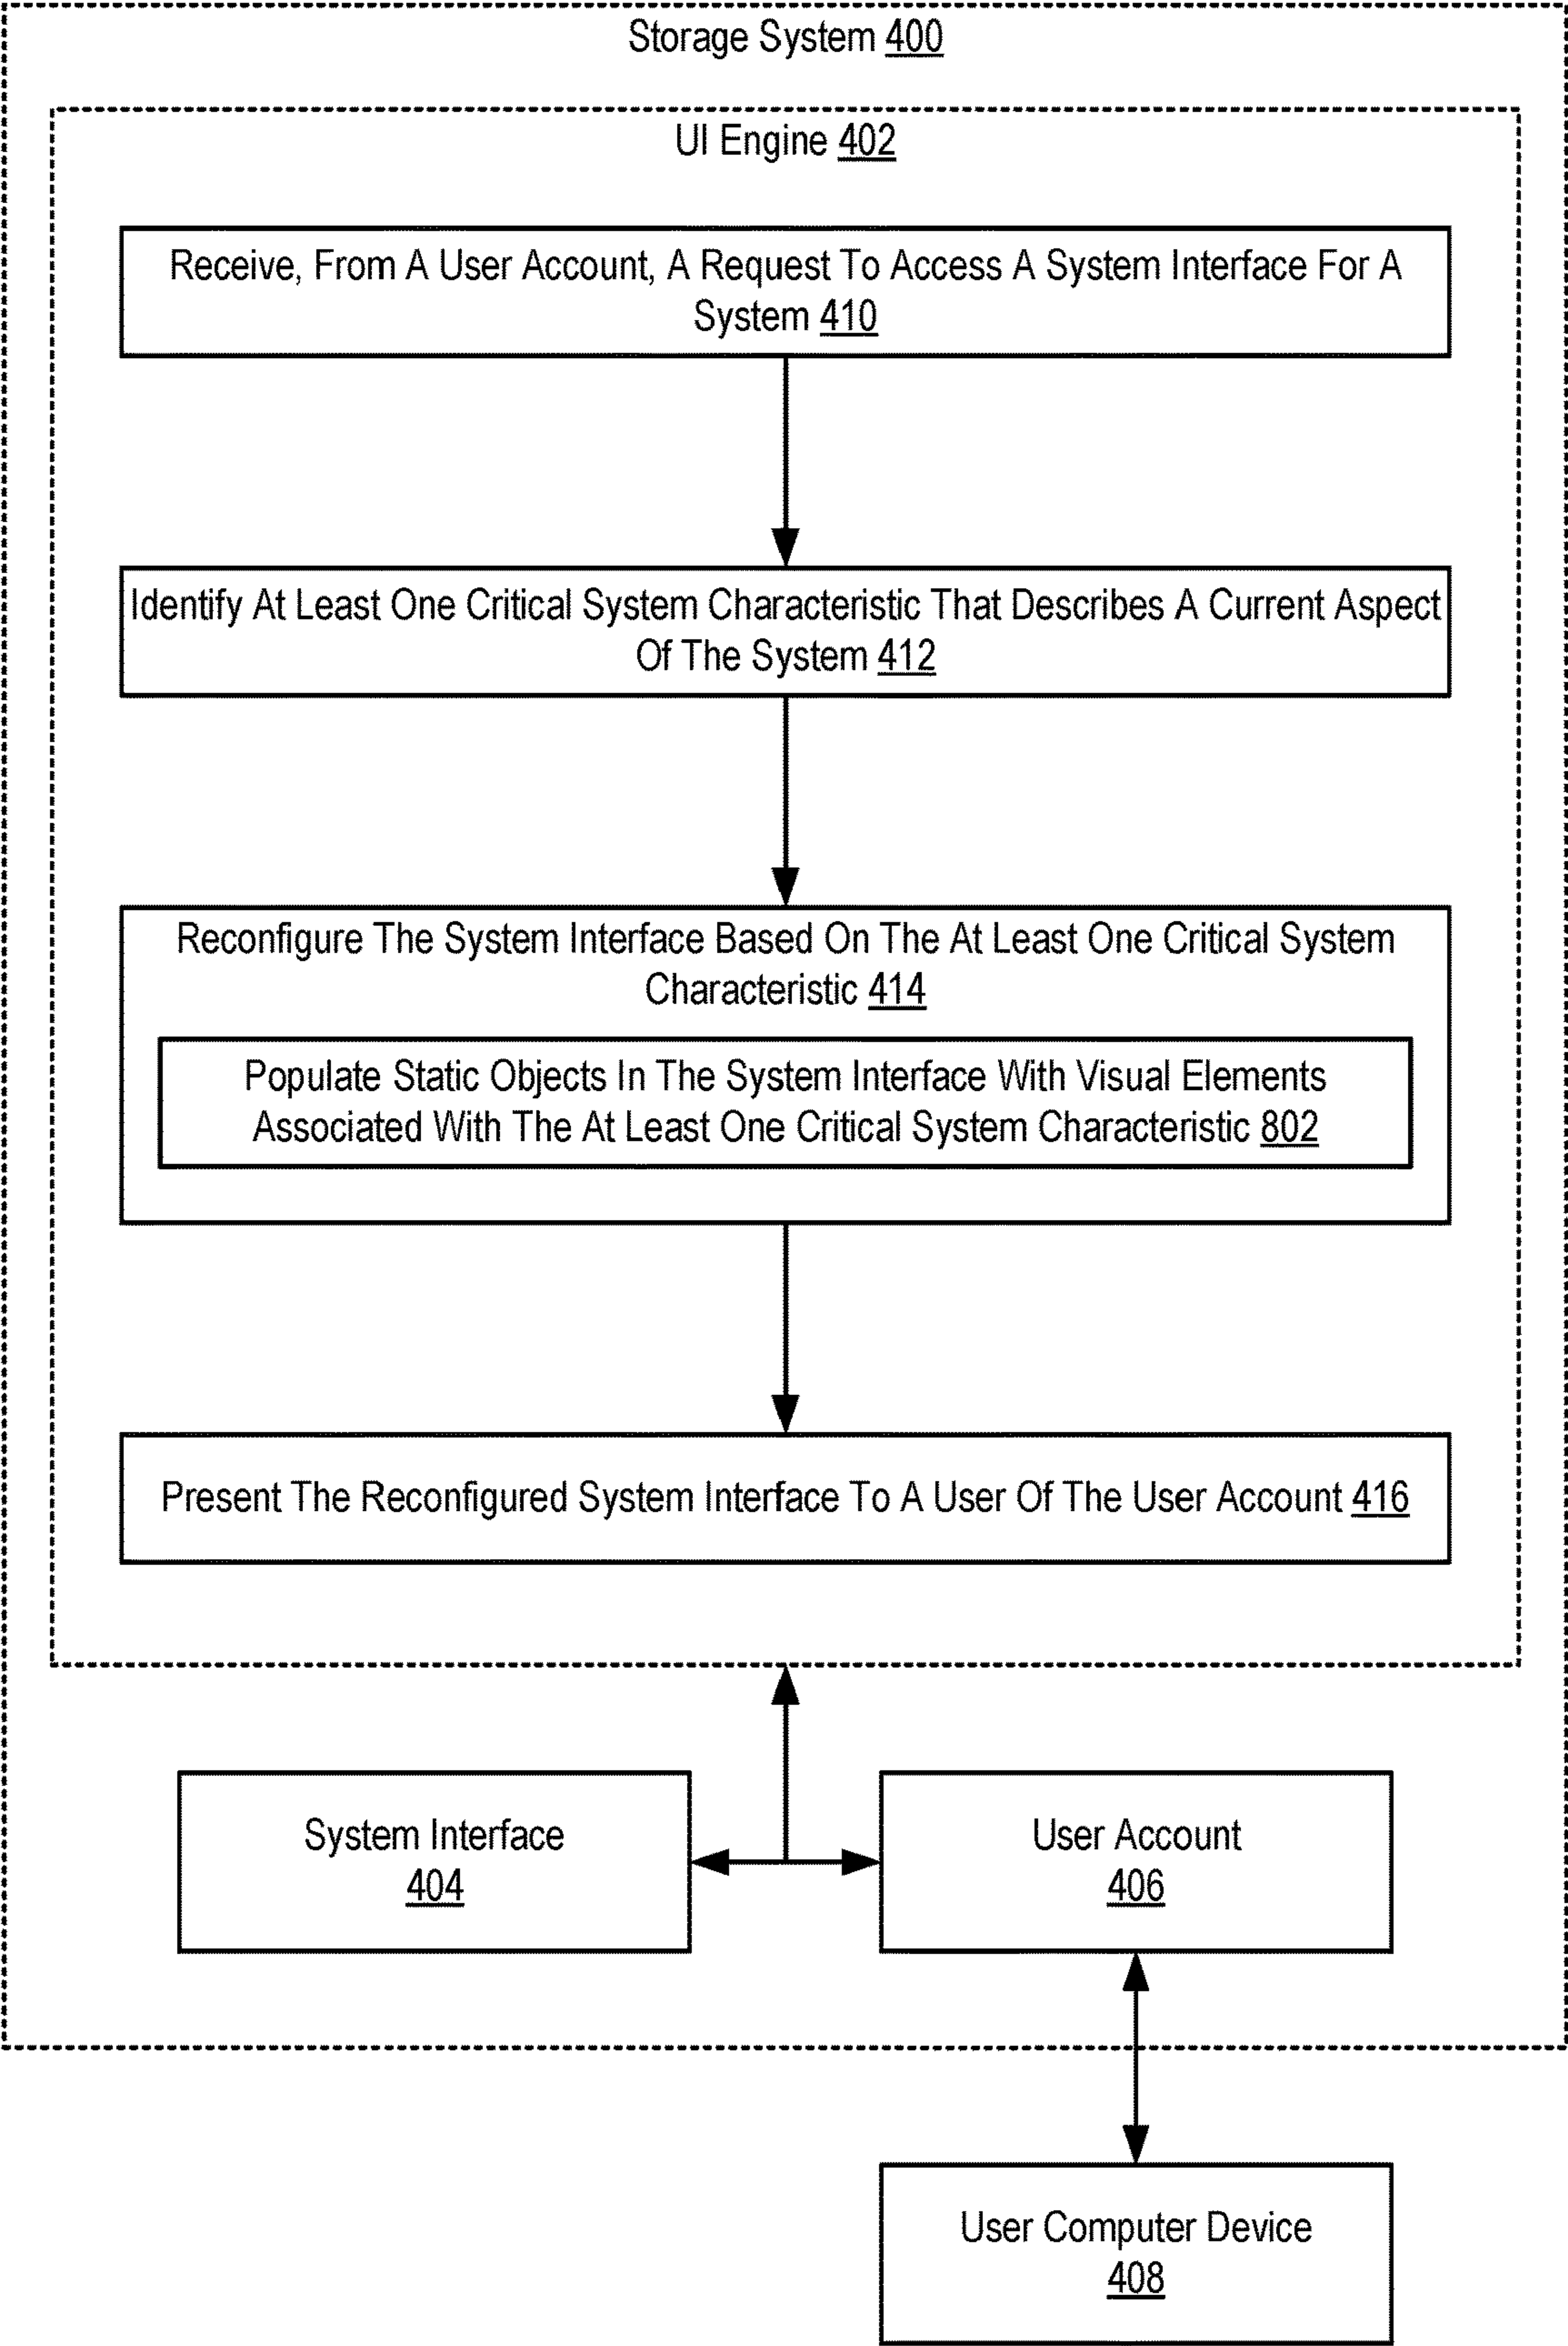 Storage System 400
UI Engine 402
Receive, From A User Account, A Request To Access A System Interface For A
System 410
Identify At Least One Critical System Characteristic That Describes A Current Aspect
Of The System 412
Reconfigure The System Interface Based On The At Least One Critical System
Characteristic 414
Populate Static Objects In The System Interface With Visual Elements
Associated With The At Least One Critical System Characteristic 802
Present The Reconfigured System Interface To A User Of The User Account 416
System Interface
404
User Account
406
User Computer Device
408